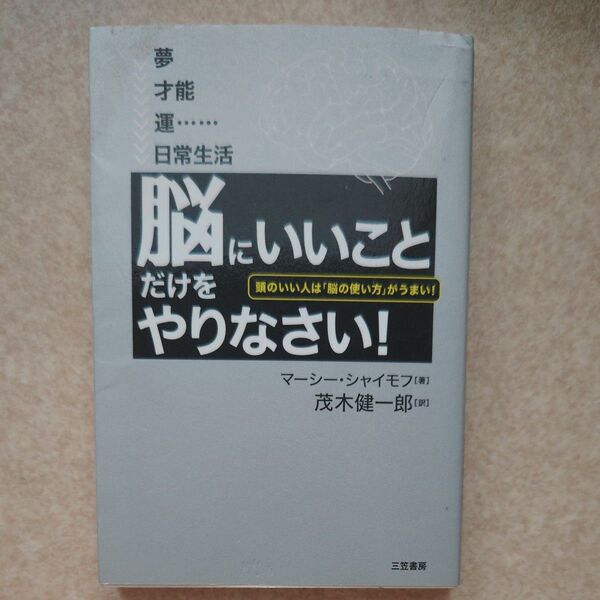 夢
才能
運……
日常生活
脳にいいこと
だけを
頭のいい人は「脳の使い方」がうまい!
やりなさい!
マーシー・シャイモフ[著]
茂木健一郎[訳]
三笠書房